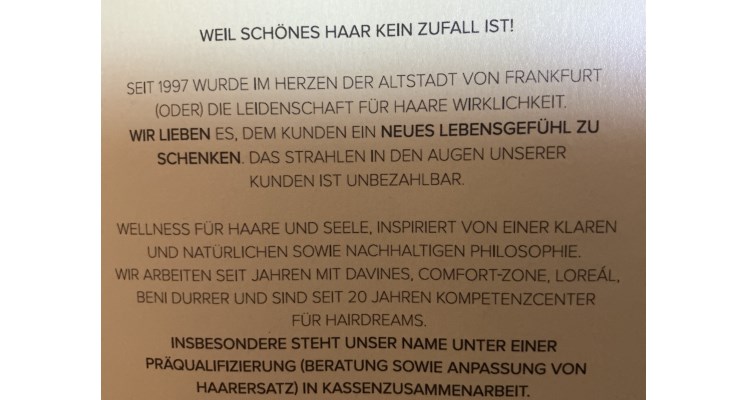 WEIL SCHÖNES HAAR KEIN ZUFALL IST!
SEIT 1997 WURDE IM HERZEN DER ALTSTADT VON FRANKFURT
(ODER) DIE LEIDENSCHAFT FÜR HAARE WIRKLICHKEIT.
WIR LIEBEN ES, DEM KUNDEN EIN NEUES LEBENSGEFÜHL ZU
SCHENKEN. DAS STRAHLEN IN DEN AUGEN UNSERER
KUNDEN IST UNBEZAHLBAR.
WELLNESS FÜR HAARE UND SEELE, INSPIRIERT VON EINER KLAREN
UND NATÜRLICHEN SOWIE NACHHALTIGEN PHILOSOPHIE.
WIR ARBEITEN SEIT JAHREN MIT DAVINES, COMFORT-ZONE, LOREÁL,
BENI DURRER UND SIND SEIT 20 JAHREN KOMPETENZCENTER
FÜR HAIRDREAMS.
INSBESONDERE STEHT UNSER NAME UNTER EINER
PRÄQUALIFIZIERUNG (BERATUNG SOWIE ANPASSUNG VON
HAARERSATZ) IN KASSENZUSAMMENARBEIT.